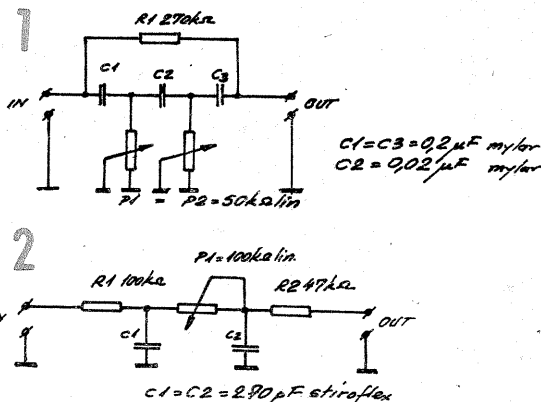 1
R1 270kΩ
C1 C2 C3
IN OUT
C1=C3=0,2µF mylar
C2=0,02µF mylar
P1 = P2=50kΩlin
2
P1=100kΩlin.
R1 100kΩ R2 47kΩ
C1 C2 OUT
C1=C2=270pF stiroflex